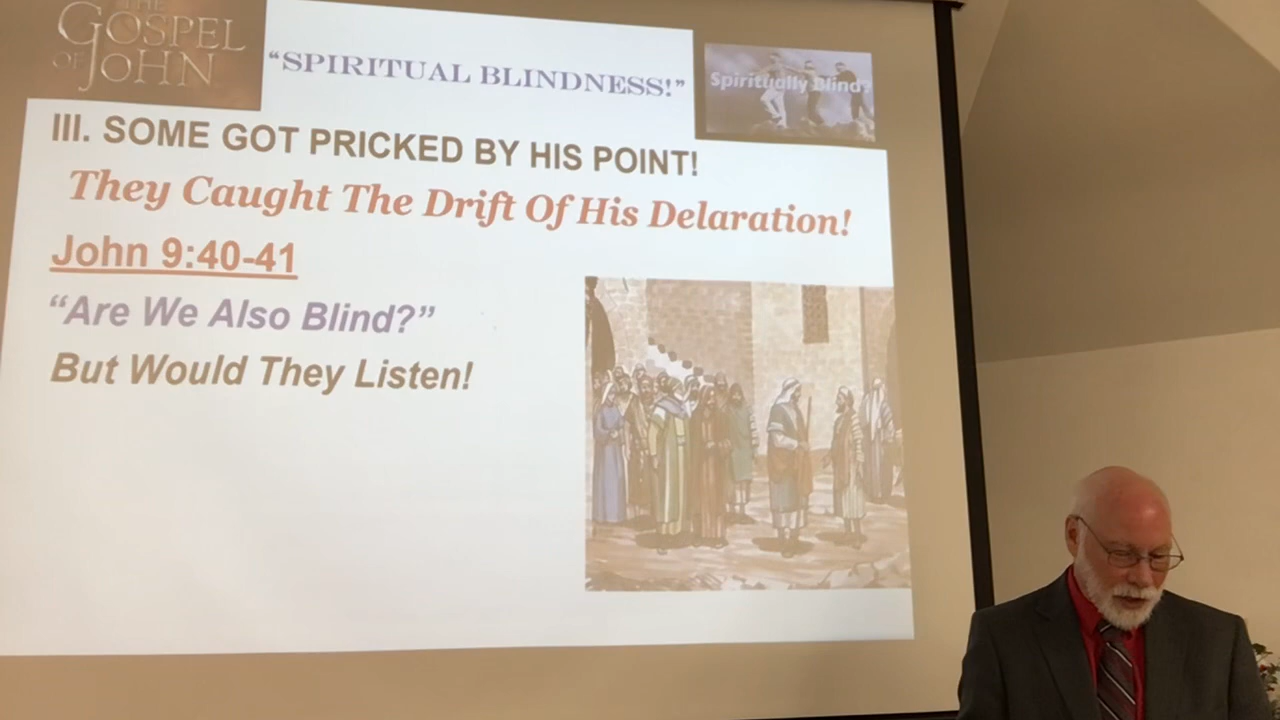 THE
GOSPEL
OF JOHN
“SPIRITUAL BLINDNESS!”
Spiritually Blind?
III. SOME GOT PRICKED BY HIS POINT!
They Caught The Drift Of His Delaration!
John 9:40-41
“Are We Also Blind?”
But Would They Listen!